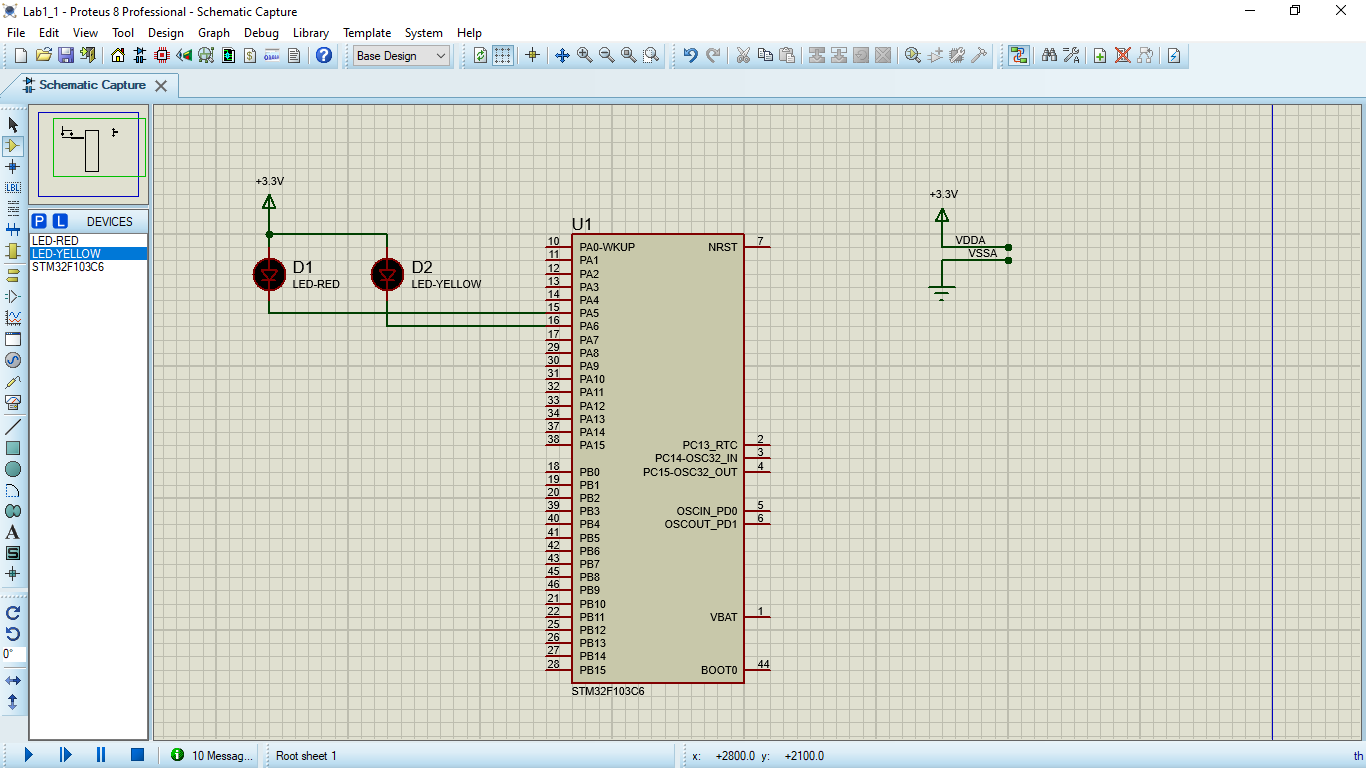 Lab1_1 - Proteus 8 Professional - Schematic Capture
File Edit View Tool Design Graph Debug Library Template System Help
Base Design
Schematic Capture
P L DEVICES
LED-RED
LED-YELLOW
STM32F103C6
LBL
A
S
0°
+3.3V
D1
LED-RED
D2
LED-YELLOW
U1
10 PA0-WKUP
11 PA1
12 PA2
13 PA3
14 PA4
15 PA5
16 PA6
17 PA7
29 PA8
30 PA9
31 PA10
32 PA11
33 PA12
34 PA13
37 PA14
38 PA15
18 PB0
19 PB1
20 PB2
39 PB3
40 PB4
41 PB5
42 PB6
43 PB7
45 PB8
46 PB9
21 PB10
22 PB11
25 PB12
26 PB13
27 PB14
28 PB15
NRST 7
PC13_RTC 2
PC14-OSC32_IN 3
PC15-OSC32_OUT 4
OSCIN_PD0 5
OSCOUT_PD1 6
VBAT 1
BOOT0 44
STM32F103C6
+3.3V
VDDA
VSSA
10 Messag...
Root sheet 1
x: +2800.0 y: +2100.0
th